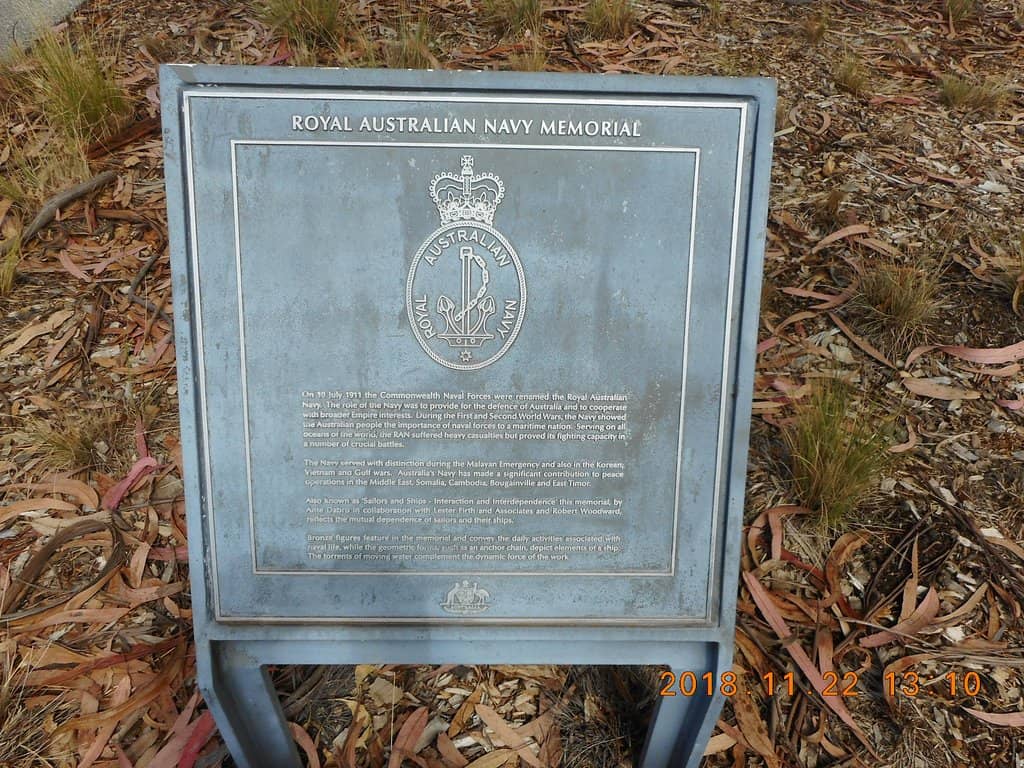 ROYAL AUSTRALIAN NAVY MEMORIAL
ROYAL AUSTRALIAN NAVY
On 10 July 1911 the Commonwealth Naval Forces were renamed the Royal Australian
Navy. The role of the Navy was to provide for the defence of Australia and to cooperate
with broader Empire interests. During the First and Second World Wars, the Navy showed
the Australian people the importance of naval forces to a maritime nation. Serving on all
oceans of the world, the RAN suffered heavy casualties but proved its fighting capacity in
a number of crucial battles.
The Navy served with distinction during the Malayan Emergency and also in the Korean,
Vietnam and Gulf wars. Australia's Navy has made a significant contribution to peace
operations in the Middle East, Somalia, Cambodia, Bougainville and East Timor.
Also known as 'Sailors and Ships - Interaction and Interdependence' this memorial, by
Ante Dabro in collaboration with Lester Firth and Associates and Robert Woodward,
reflects the mutual dependence of sailors and their ships.
Bronze figures feature in the memorial and convey the daily activities associated with
naval life, while the geometric forms, such as an anchor chain, depict elements of a ship.
The torrents of moving water complement the dynamic force of the work.
2018.11.22 13:10